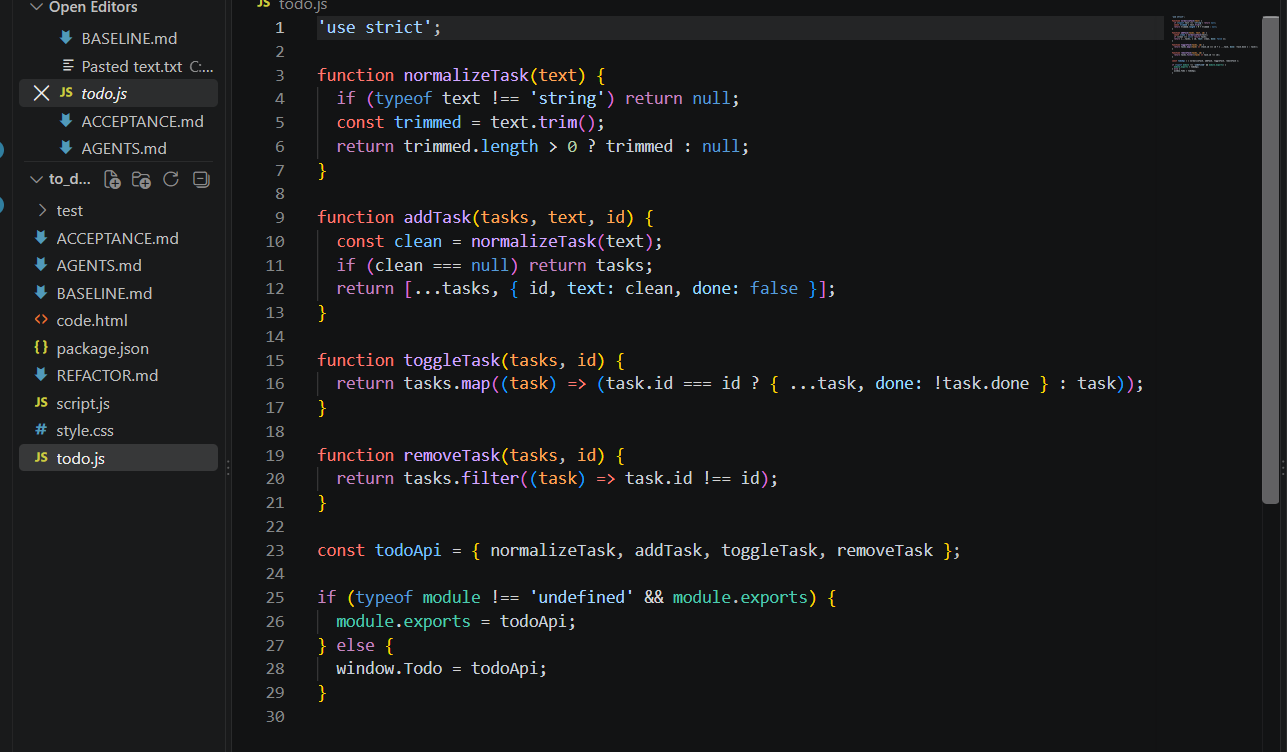 Open Editors
BASELINE.md
Pasted text.txt C:...
JS todo.js
ACCEPTANCE.md
AGENTS.md
to_d...
test
ACCEPTANCE.md
AGENTS.md
BASELINE.md
<> code.html
{} package.json
REFACTOR.md
JS script.js
# style.css
JS todo.js
JS todo.js
1 'use strict';
2
3 function normalizeTask(text) {
4   if (typeof text !== 'string') return null;
5   const trimmed = text.trim();
6   return trimmed.length > 0 ? trimmed : null;
7 }
8
9 function addTask(tasks, text, id) {
10   const clean = normalizeTask(text);
11   if (clean === null) return tasks;
12   return [...tasks, { id, text: clean, done: false }];
13 }
14
15 function toggleTask(tasks, id) {
16   return tasks.map((task) => (task.id === id ? { ...task, done: !task.done } : task));
17 }
18
19 function removeTask(tasks, id) {
20   return tasks.filter((task) => task.id !== id);
21 }
22
23 const todoApi = { normalizeTask, addTask, toggleTask, removeTask };
24
25 if (typeof module !== 'undefined' && module.exports) {
26   module.exports = todoApi;
27 } else {
28   window.Todo = todoApi;
29 }
30